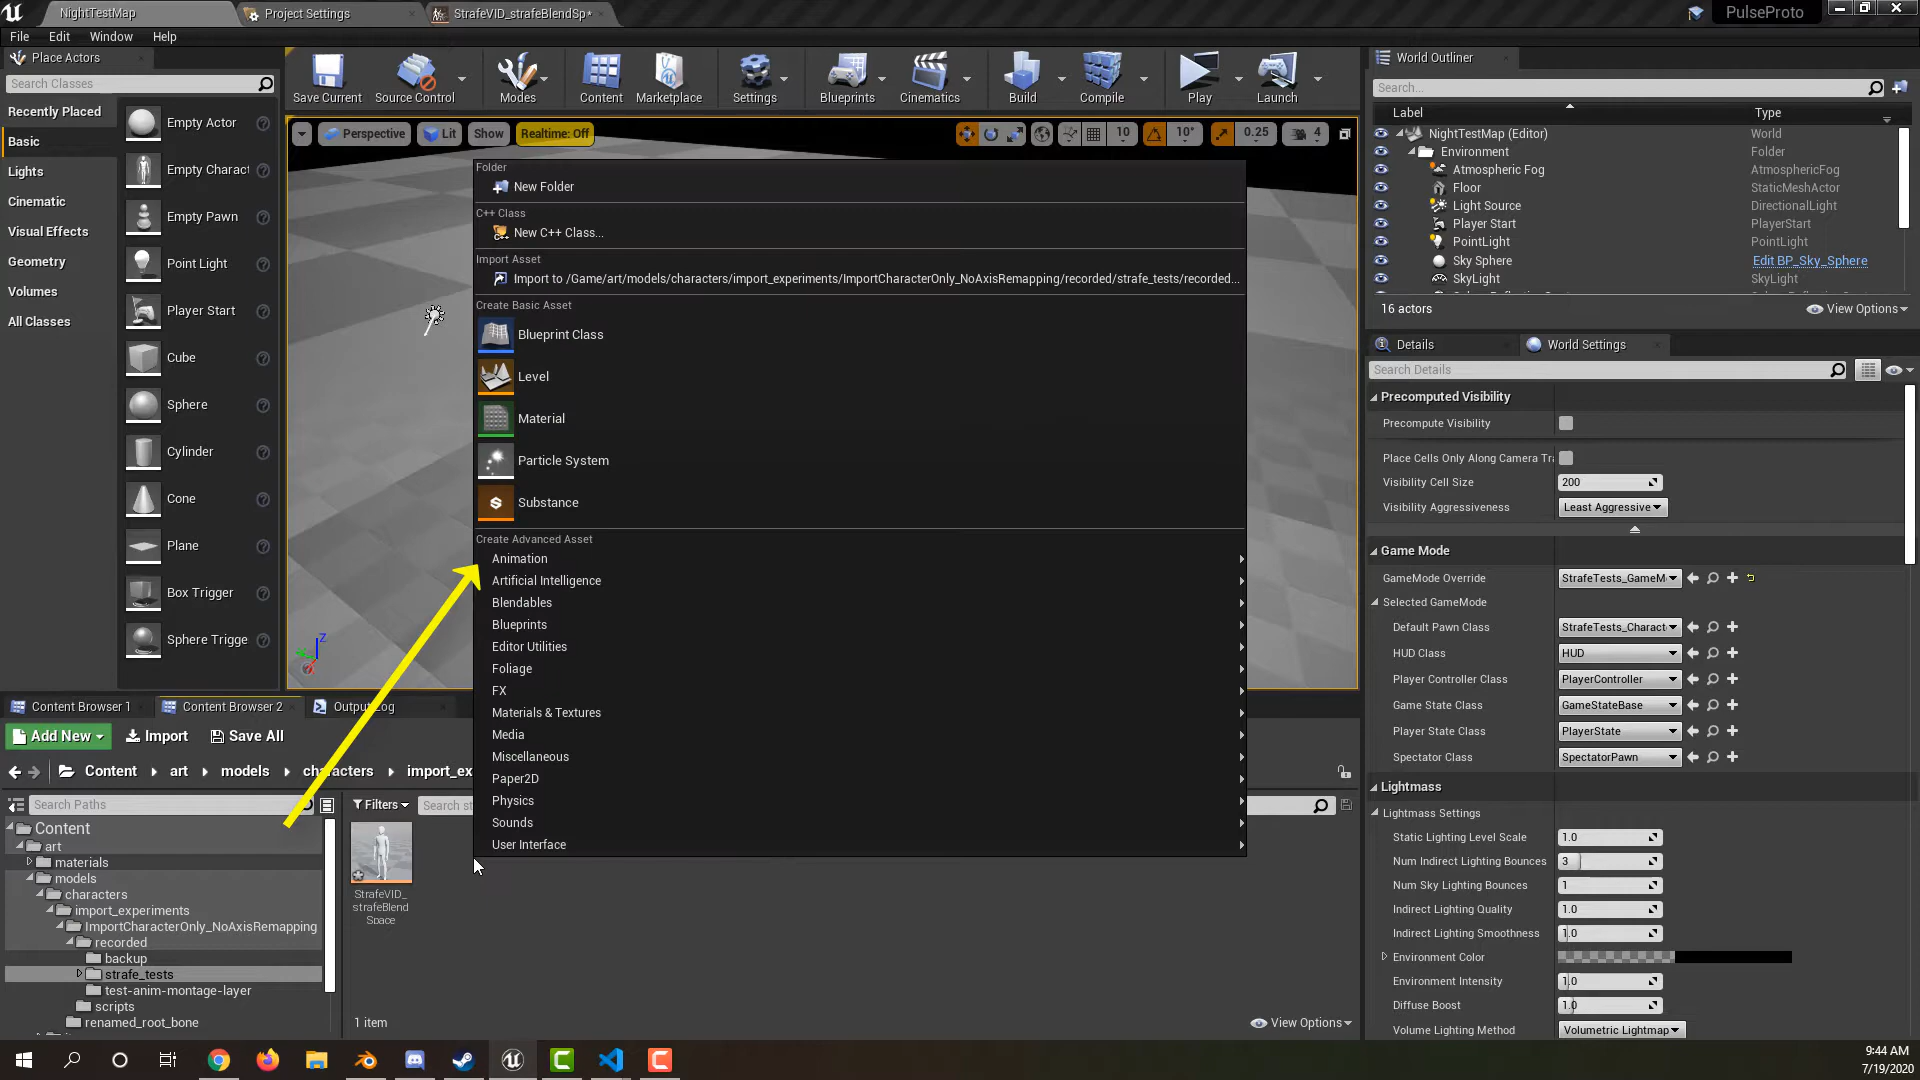 NightTestMap
Project Settings
StrafeVID_strafeBlendSp*
PulseProto
File Edit Window Help
Place Actors
Search Classes
Recently Placed
Basic
Lights
Cinematic
Visual Effects
Geometry
Volumes
All Classes
Empty Actor
Empty Charact
Empty Pawn
Point Light
Player Start
Cube
Sphere
Cylinder
Cone
Plane
Box Trigger
Sphere Trigge
Save Current
Source Control
Modes
Content
Marketplace
Settings
Blueprints
Cinematics
Build
Compile
Play
Launch
Perspective
Lit
Show
Realtime: Off
10
10°
0.25
4
Folder
New Folder
C++ Class
New C++ Class...
Import Asset
Import to /Game/art/models/characters/import_experiments/ImportCharacterOnly_NoAxisRemapping/recorded/strafe_tests/recorded...
Create Basic Asset
Blueprint Class
Level
Material
Particle System
Substance
Create Advanced Asset
Animation
Artificial Intelligence
Blendables
Blueprints
Editor Utilities
Foliage
FX
Materials & Textures
Media
Miscellaneous
Paper2D
Physics
Sounds
User Interface
Z
World Outliner
Search...
Label Type
NightTestMap (Editor) World
Environment Folder
Atmospheric Fog AtmosphericFog
Floor StaticMeshActor
Light Source DirectionalLight
Player Start PlayerStart
PointLight PointLight
Sky Sphere Edit BP_Sky_Sphere
SkyLight SkyLight
16 actors
View Options
Details
World Settings
Search Details
Precomputed Visibility
Precompute Visibility
Place Cells Only Along Camera Tra
Visibility Cell Size 200
Visibility Aggressiveness Least Aggressive
Game Mode
GameMode Override StrafeTests_GameM
Selected GameMode
Default Pawn Class StrafeTests_Charact
HUD Class HUD
Player Controller Class PlayerController
Game State Class GameStateBase
Player State Class PlayerState
Spectator Class SpectatorPawn
Lightmass
Lightmass Settings
Static Lighting Level Scale 1.0
Num Indirect Lighting Bounces 3
Num Sky Lighting Bounces 1
Indirect Lighting Quality 1.0
Indirect Lighting Smoothness 1.0
Environment Color
Environment Intensity 1.0
Diffuse Boost 1.0
Volume Lighting Method Volumetric Lightmap
Content Browser 1
Content Browser 2
Output Log
Add New
Import
Save All
Content art models characters import_ex
Search Paths
Filters
Search st
Content
art
materials
models
characters
import_experiments
ImportCharacterOnly_NoAxisRemapping
recorded
backup
strafe_tests
test-anim-montage-layer
scripts
renamed_root_bone
StrafeVID_
strafeBlend
Space
1 item
View Options
9:44 AM
7/19/2020